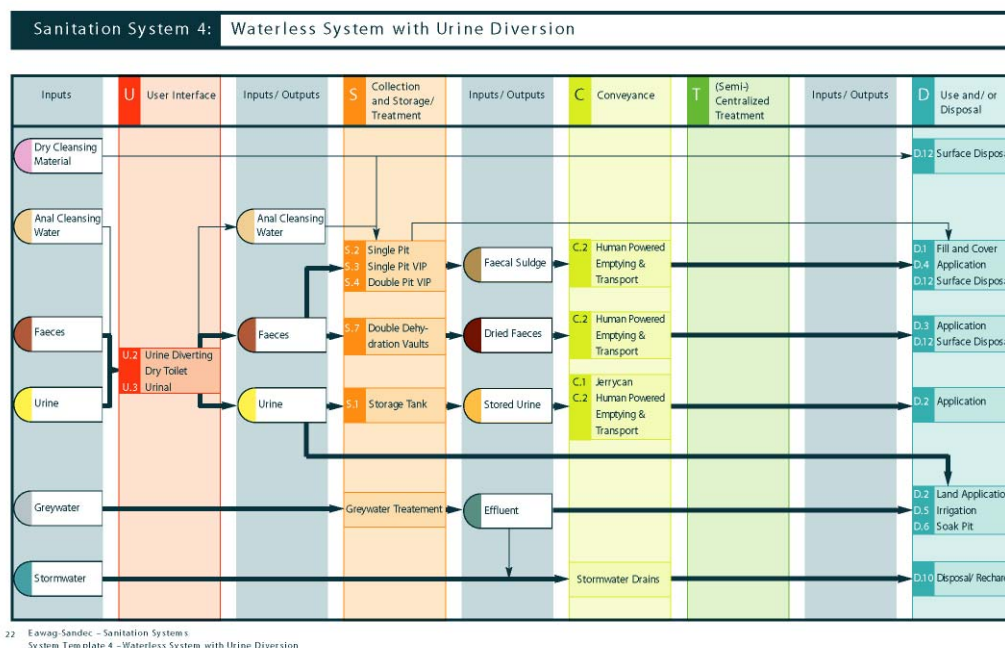 Sanitation System 4: Waterless System with Urine Diversion
Inputs
U User Interface
Inputs/ Outputs
S Collection
and Storage/
Treatment
Inputs/ Outputs
C Conveyance
T (Semi-)
Centralized
Treatment
Inputs/ Outputs
D Use and/ or
Disposal
Dry Cleansing
Material
D.12 Surface Disposa
Anal Cleansing
Water
Anal Cleansing
Water
S.2 Single Pit
S.3 Single Pit VIP
S.4 Double Pit VIP
Faecal Suldge
C.2 Human Powered
Emptying &
Transport
D.1 Fill and Cover
D.4 Application
D.12 Surface Disposa
Faeces
U.2 Urine Diverting
Dry Toilet
U.3 Urinal
Faeces
S.7 Double Dehy-
dration Vaults
Dried Faeces
C.2 Human Powered
Emptying &
Transport
D.3 Application
D.12 Surface Disposa
Urine
Urine
S.1 Storage Tank
Stored Urine
C.1 Jerrycan
C.2 Human Powered
Emptying &
Transport
D.2 Application
Greywater
Greywater Treatement
Effluent
D.2 Land Application
D.5 Irrigation
D.6 Soak Pit
Stormwater
Stormwater Drains
D.10 Disposal/ Rechar
22 Eawag-Sandec – Sanitation Systems
System Template 4 – Waterless System with Urine Diversion